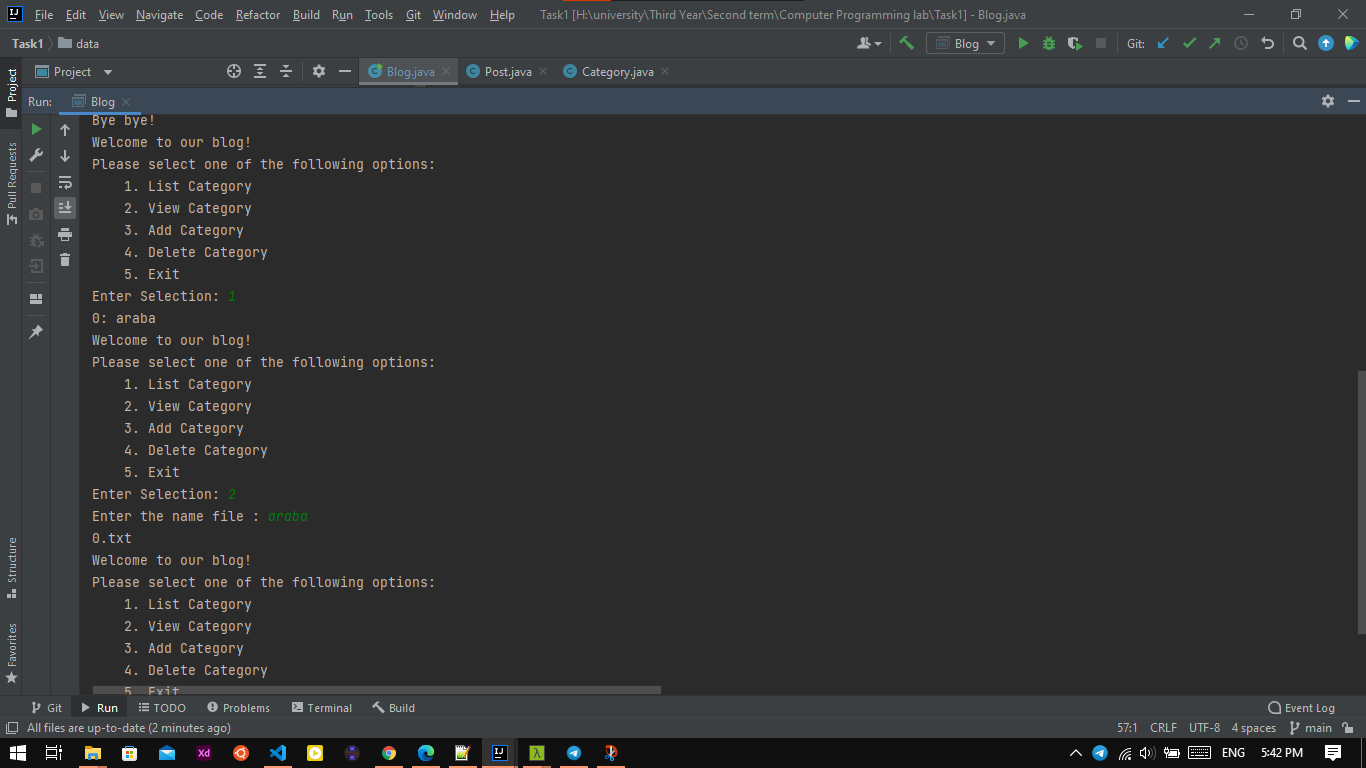 File Edit View Navigate Code Refactor Build Run Tools Git Window Help Task1 [H:\university\Third Year\Second term\Computer Programming lab\Task1] - Blog.java
Task1 data Blog Git:
Project Blog.java Post.java Category.java
Run: Blog
Project
Pull Requests
Structure
Favorites
Bye bye!
Welcome to our blog!
Please select one of the following options:
1. List Category
2. View Category
3. Add Category
4. Delete Category
5. Exit
Enter Selection: 1
0: araba
Welcome to our blog!
Please select one of the following options:
1. List Category
2. View Category
3. Add Category
4. Delete Category
5. Exit
Enter Selection: 2
Enter the name file : araba
0.txt
Welcome to our blog!
Please select one of the following options:
1. List Category
2. View Category
3. Add Category
4. Delete Category
5. Exit
Git Run TODO Problems Terminal Build Event Log
All files are up-to-date (2 minutes ago) 57:1 CRLF UTF-8 4 spaces main
Xd IJ λ ENG 5:42 PM